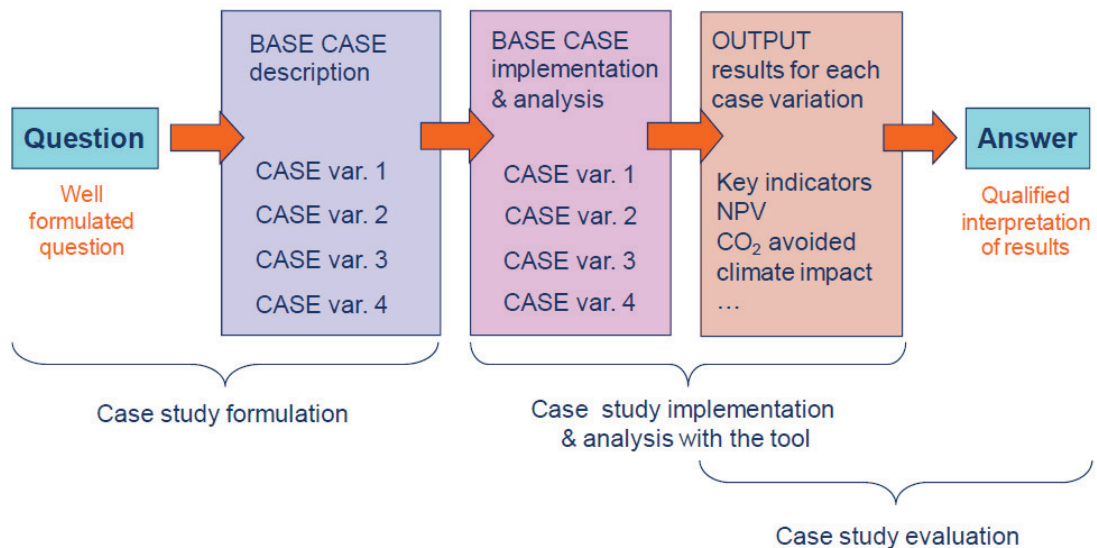 Question
Well
formulated
question
BASE CASE
description
CASE var. 1
CASE var. 2
CASE var. 3
CASE var. 4
BASE CASE
implementation
& analysis
CASE var. 1
CASE var. 2
CASE var. 3
CASE var. 4
OUTPUT
results for each
case variation
Key indicators
NPV
CO₂ avoided
climate impact
...
Answer
Qualified
interpretation
of results
Case study formulation
Case study implementation
& analysis with the tool
Case study evaluation